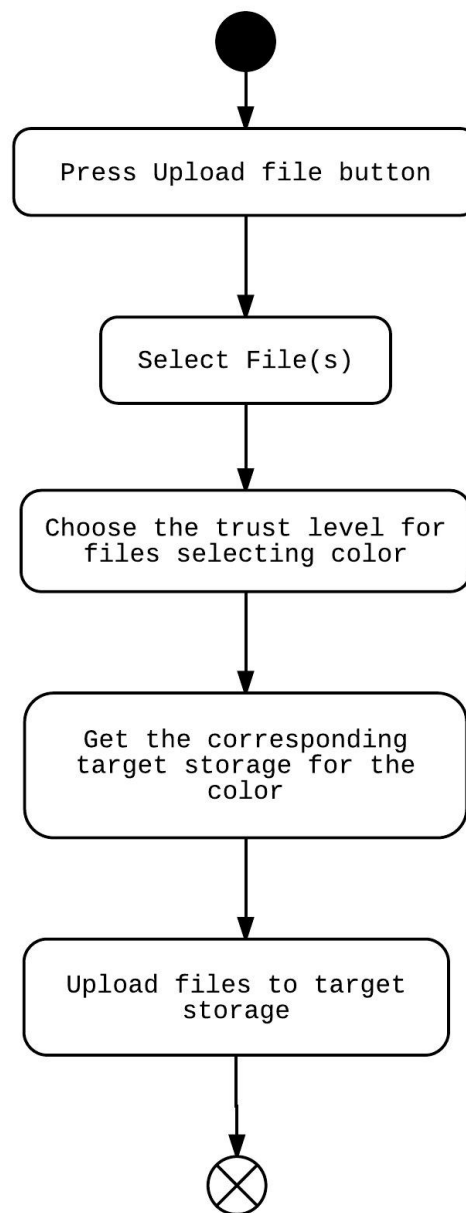 Press Upload file button
Select File(s)
Choose the trust level for
files selecting color
Get the corresponding
target storage for the
color
Upload files to target
storage